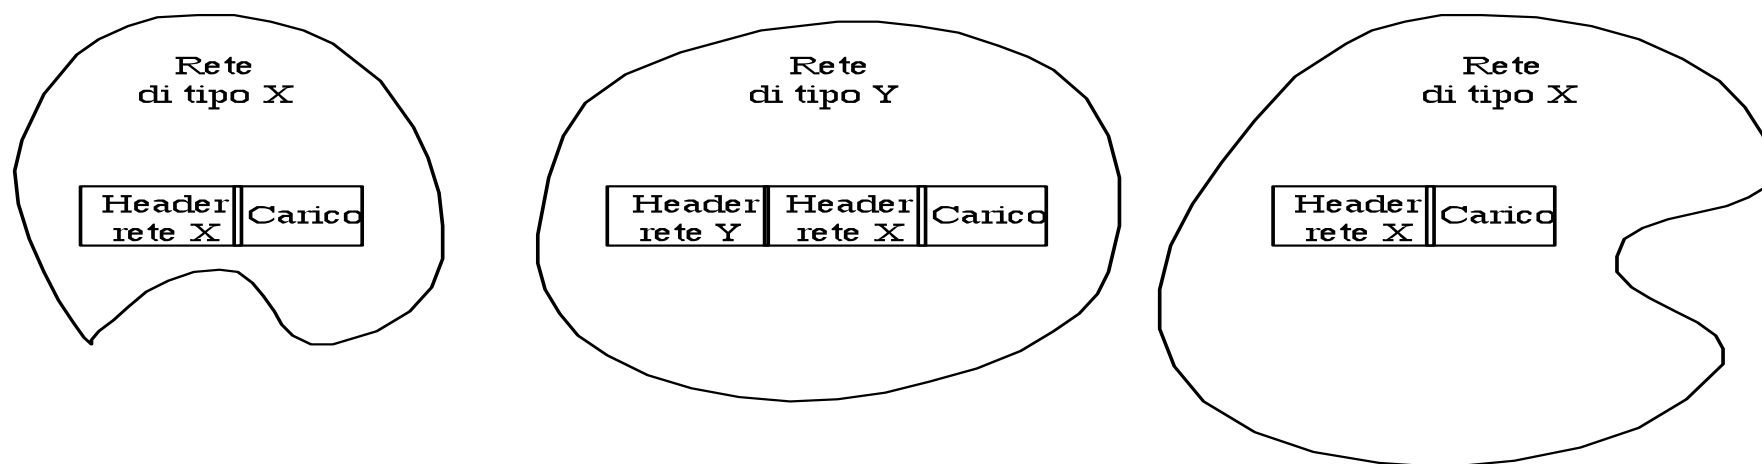 Rete
di tipo X
Header
rete X
Carico
Rete
di tipo Y
Header
rete Y
Header
rete X
Carico
Rete
di tipo X
Header
rete X
Carico